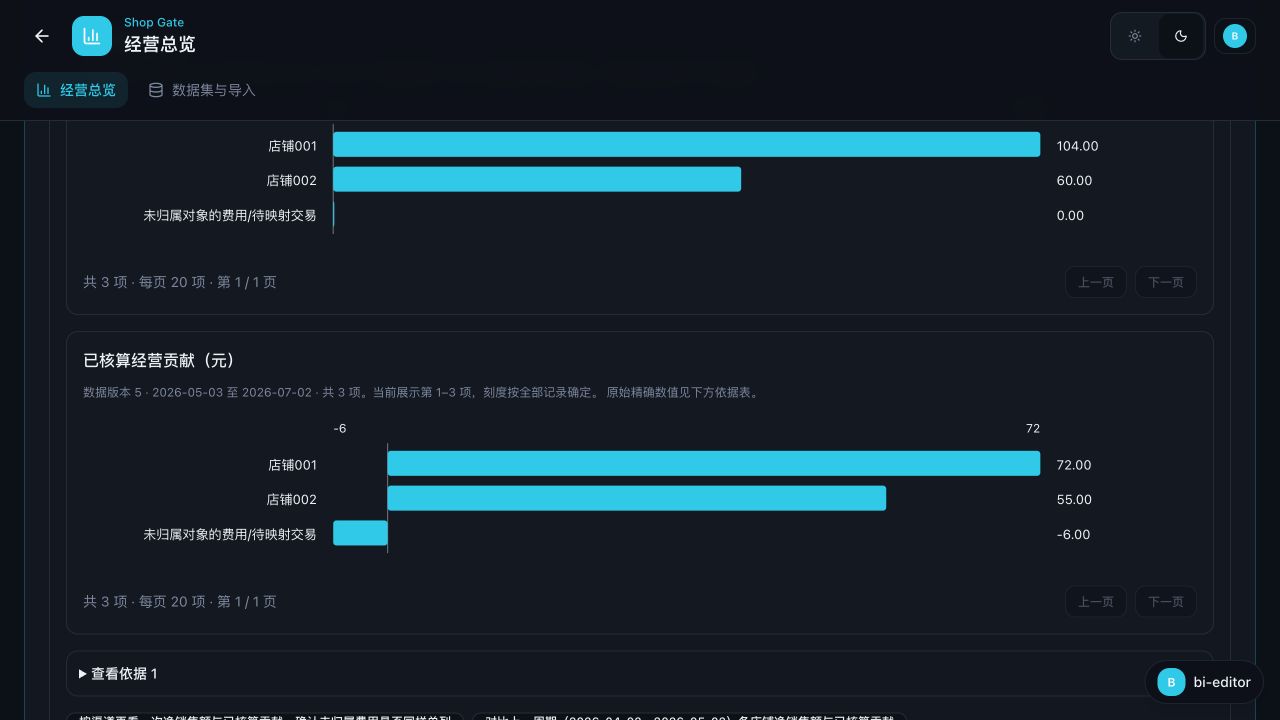 Shop Gate
经营总览
B
经营总览
数据集与导入
店铺001 104.00
店铺002 60.00
未归属对象的费用/待映射交易 0.00
共 3 项 · 每页 20 项 · 第 1 / 1 页
上一页 下一页
已核算经营贡献（元）
数据版本 5 · 2026-05-03 至 2026-07-02 · 共 3 项。当前展示第 1–3 项，刻度按全部记录确定。 原始精确数值见下方依据表。
-6 72
店铺001 72.00
店铺002 55.00
未归属对象的费用/待映射交易 -6.00
共 3 项 · 每页 20 项 · 第 1 / 1 页
上一页 下一页
查看依据 1
B bi-editor